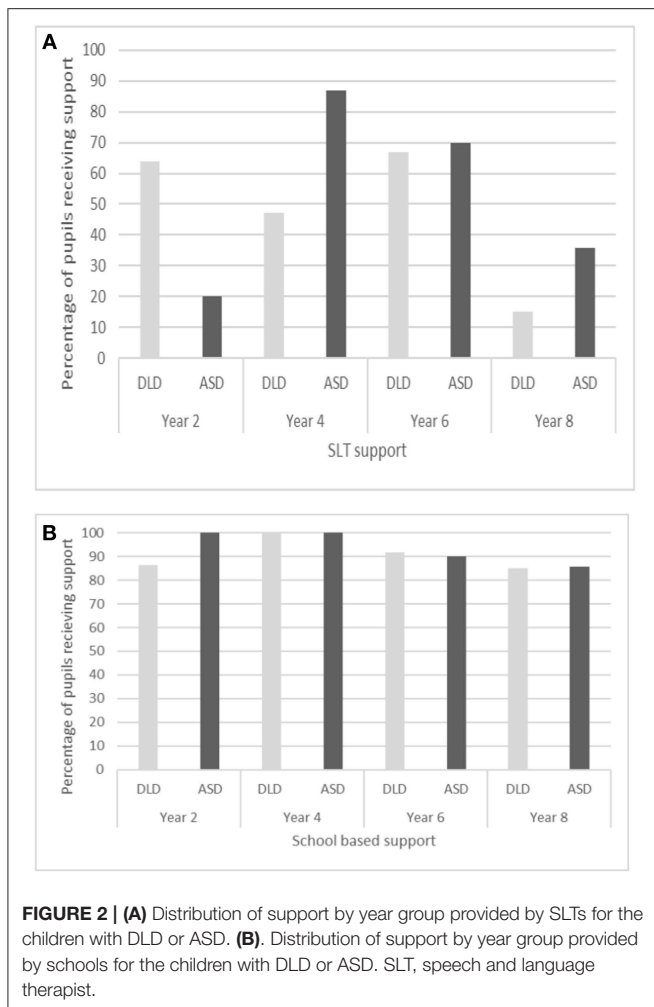 A
Percentage of pupils receiving support
100
90
80
70
60
50
40
30
20
10
0
DLD ASD DLD ASD DLD ASD DLD ASD
Year 2 Year 4 Year 6 Year 8
SLT support
B
Percentage of pupils recieving support
100
90
80
70
60
50
40
30
20
10
0
DLD ASD DLD ASD DLD ASD DLD ASD
Year 2 Year 4 Year 6 Year 8
School based support
FIGURE 2 | (A) Distribution of support by year group provided by SLTs for the
children with DLD or ASD. (B). Distribution of support by year group provided
by schools for the children with DLD or ASD. SLT, speech and language
therapist.